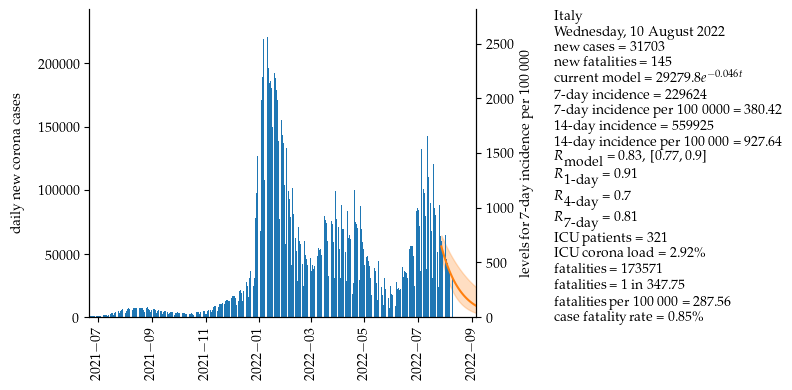 daily new corona cases
200000
150000
100000
50000
0
2021−07
2021−09
2021−11
2022−01
2022−03
2022−05
2022−07
2022−09
2500
2000
1500
1000
500
0
levels for 7-day incidence per 100 000
Italy
Wednesday, 10 August 2022
new cases = 31703
new fatalities = 145
current model = 29279.8e^{−0.046t}
7-day incidence = 229624
7-day incidence per 100 0000 = 380.42
14-day incidence = 559925
14-day incidence per 100 000 = 927.64
R_model = 0.83, [0.77, 0.9]
R_1-day = 0.91
R_4-day = 0.7
R_7-day = 0.81
ICU patients = 321
ICU corona load = 2.92%
fatalities = 173571
fatalities = 1 in 347.75
fatalities per 100 000 = 287.56
case fatality rate = 0.85%